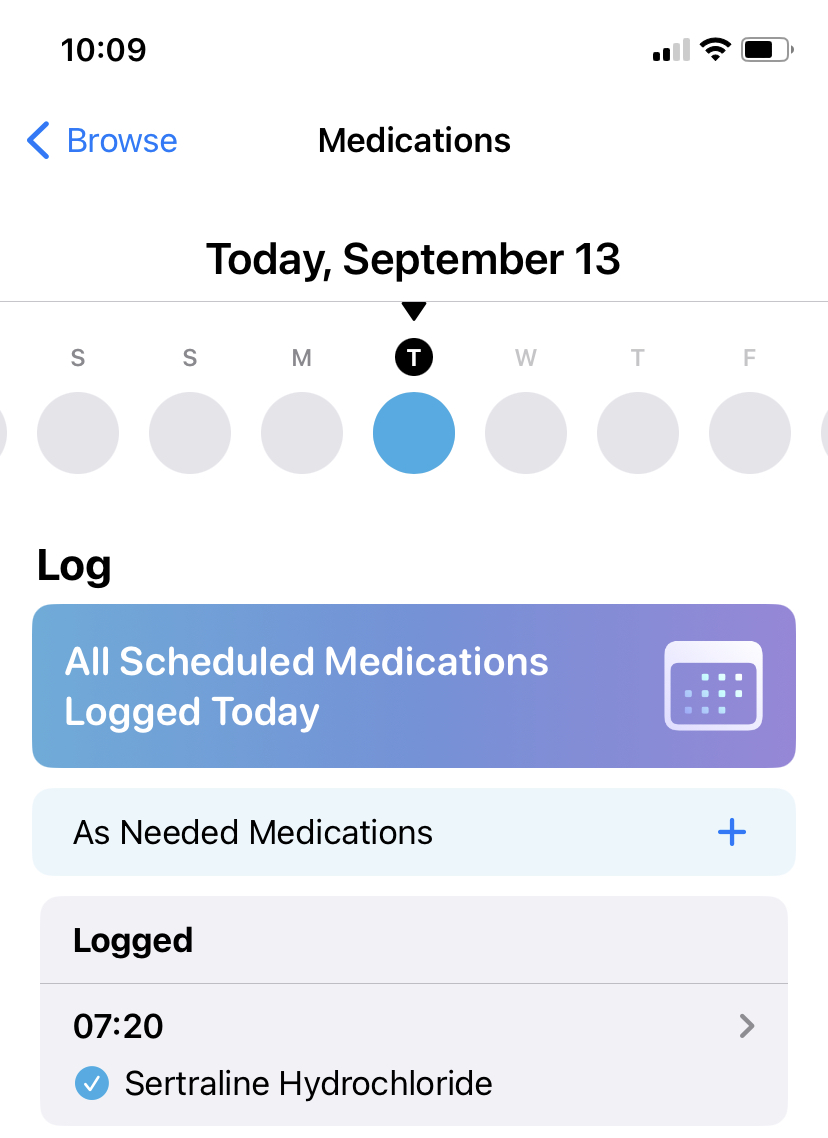 10:09
Browse Medications
Today, September 13
S S M T W T F
Log
All Scheduled Medications
Logged Today
As Needed Medications
Logged
07:20
Sertraline Hydrochloride